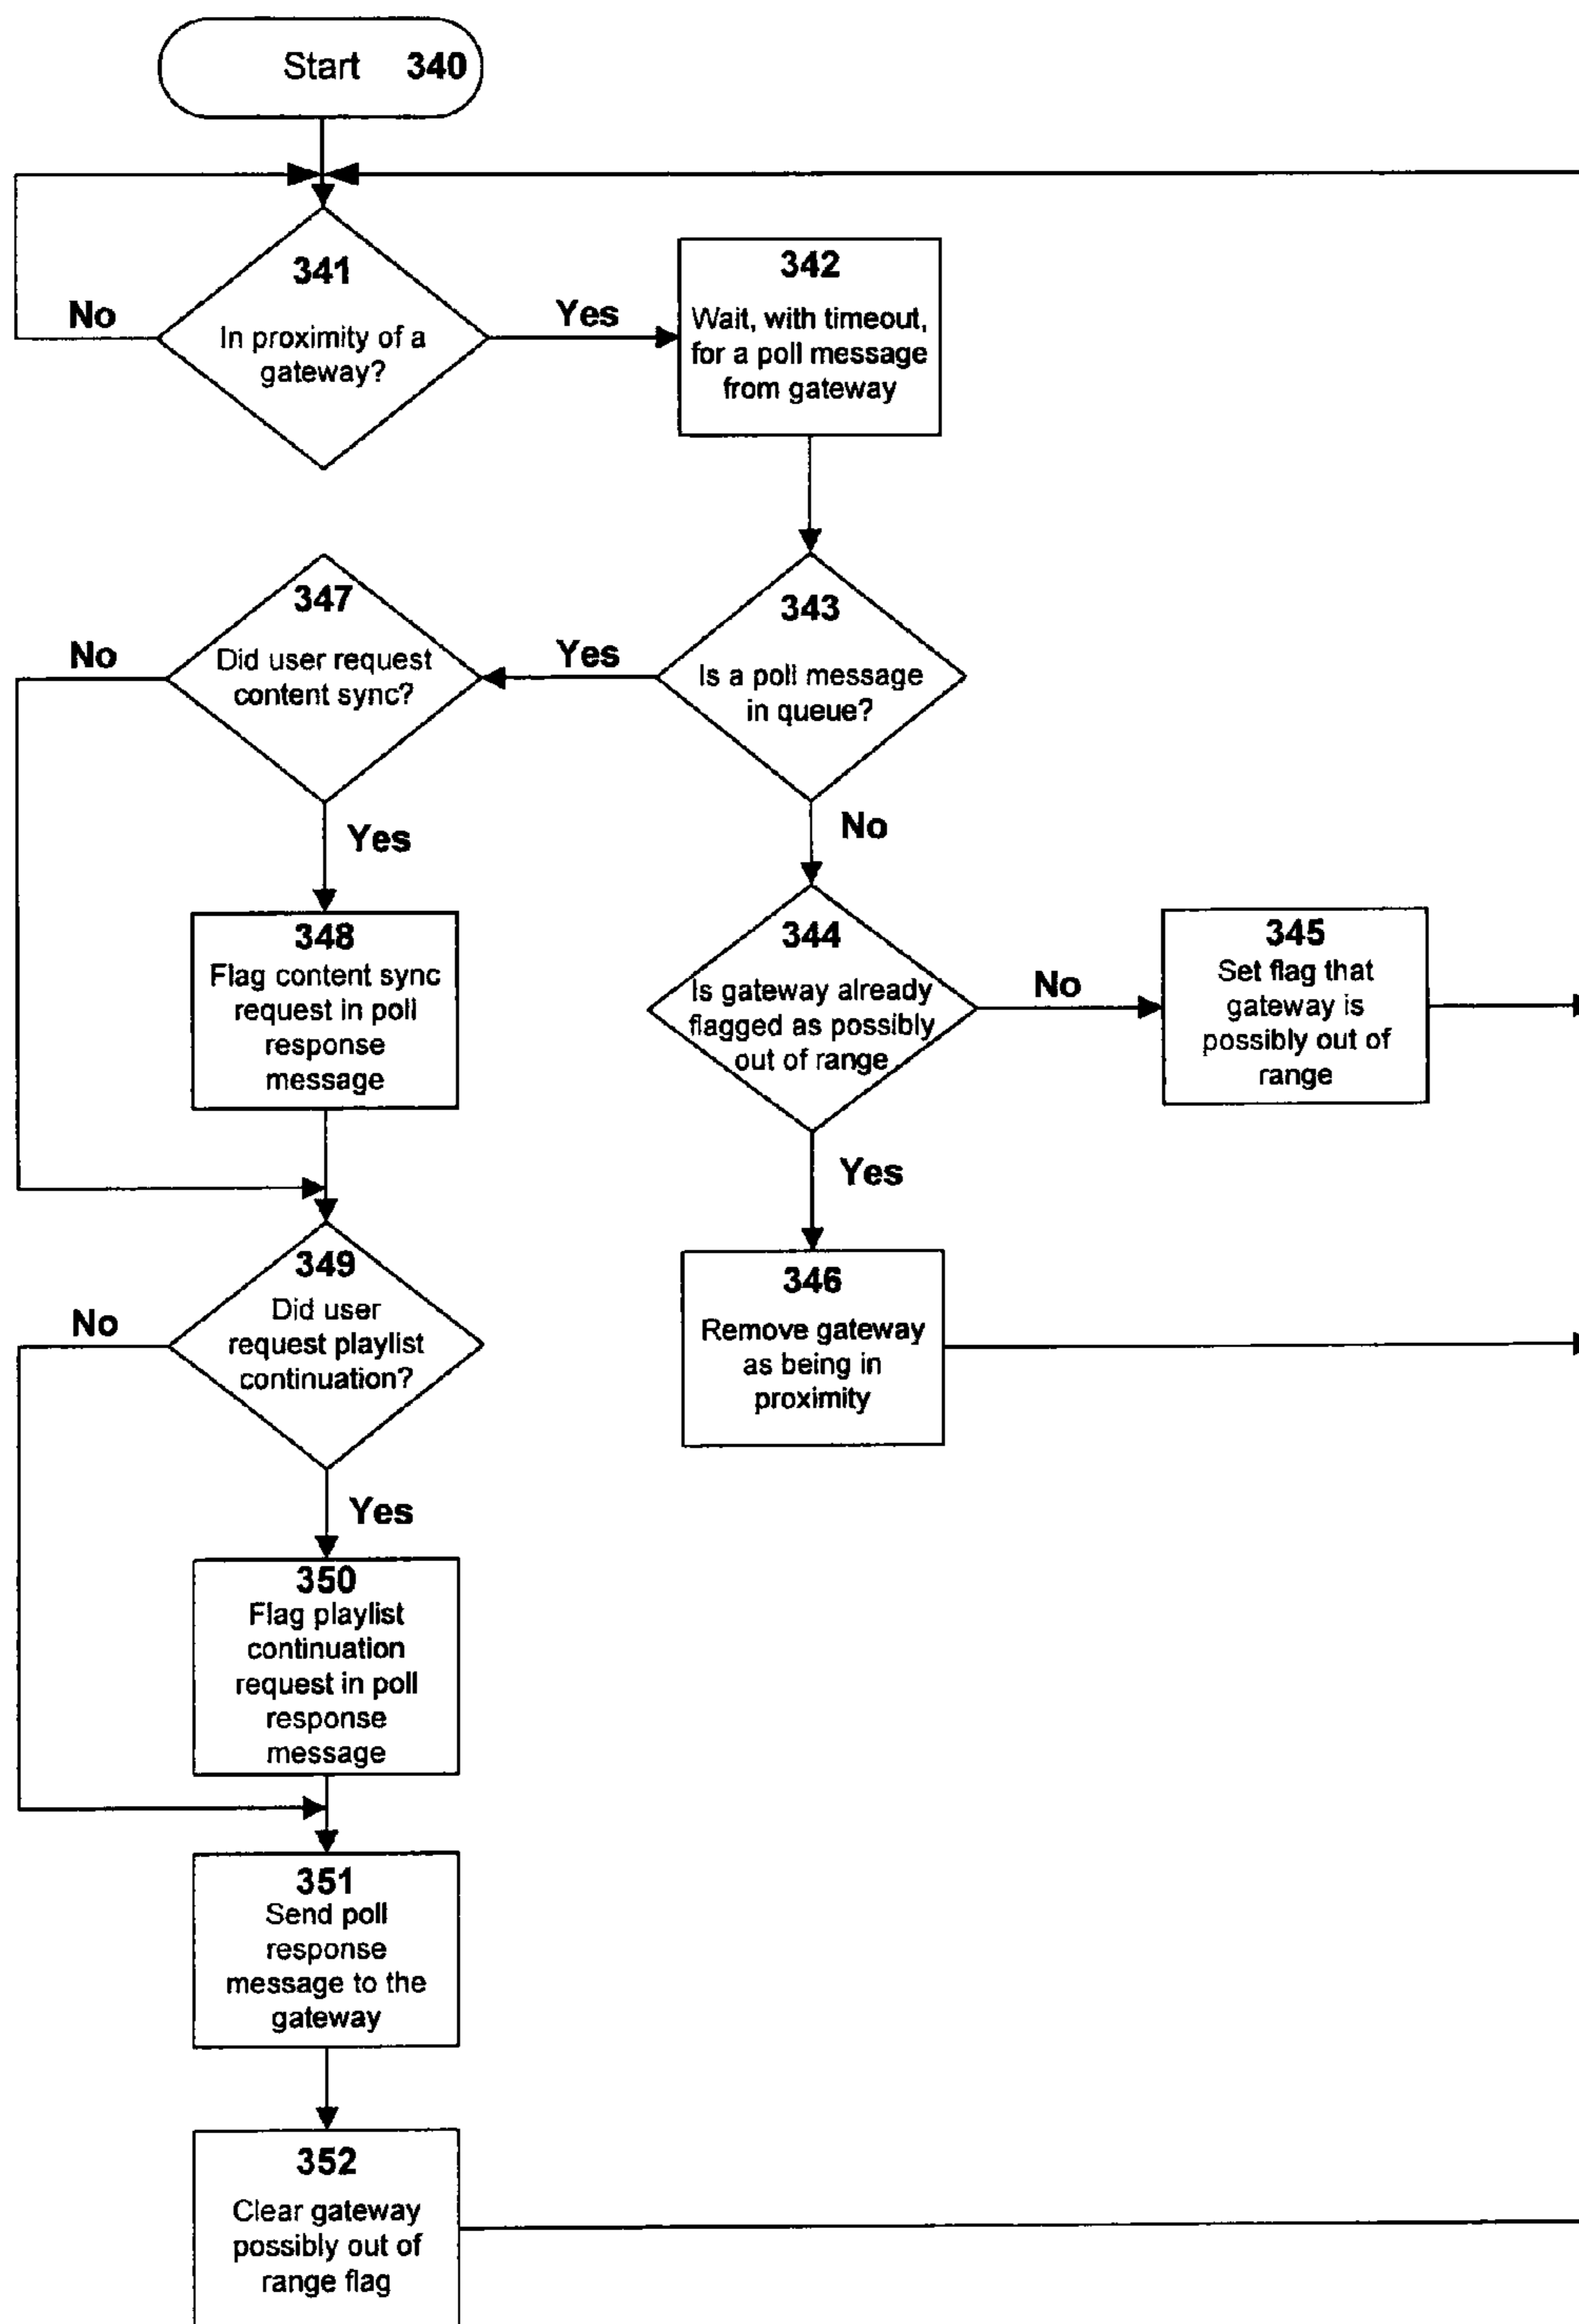 Start 340
341
In proximity of a
gateway?
No
Yes
342
Wait, with timeout,
for a poll message
from gateway
343
Is a poll message
in queue?
Yes
No
347
Did user request
content sync?
No
Yes
348
Flag content sync
request in poll
response
message
344
Is gateway already
flagged as possibly
out of range
No
Yes
345
Set flag that
gateway is
possibly out of
range
346
Remove gateway
as being in
proximity
349
Did user
request playlist
continuation?
No
Yes
350
Flag playlist
continuation
request in poll
response
message
351
Send poll
response
message to the
gateway
352
Clear gateway
possibly out of
range flag